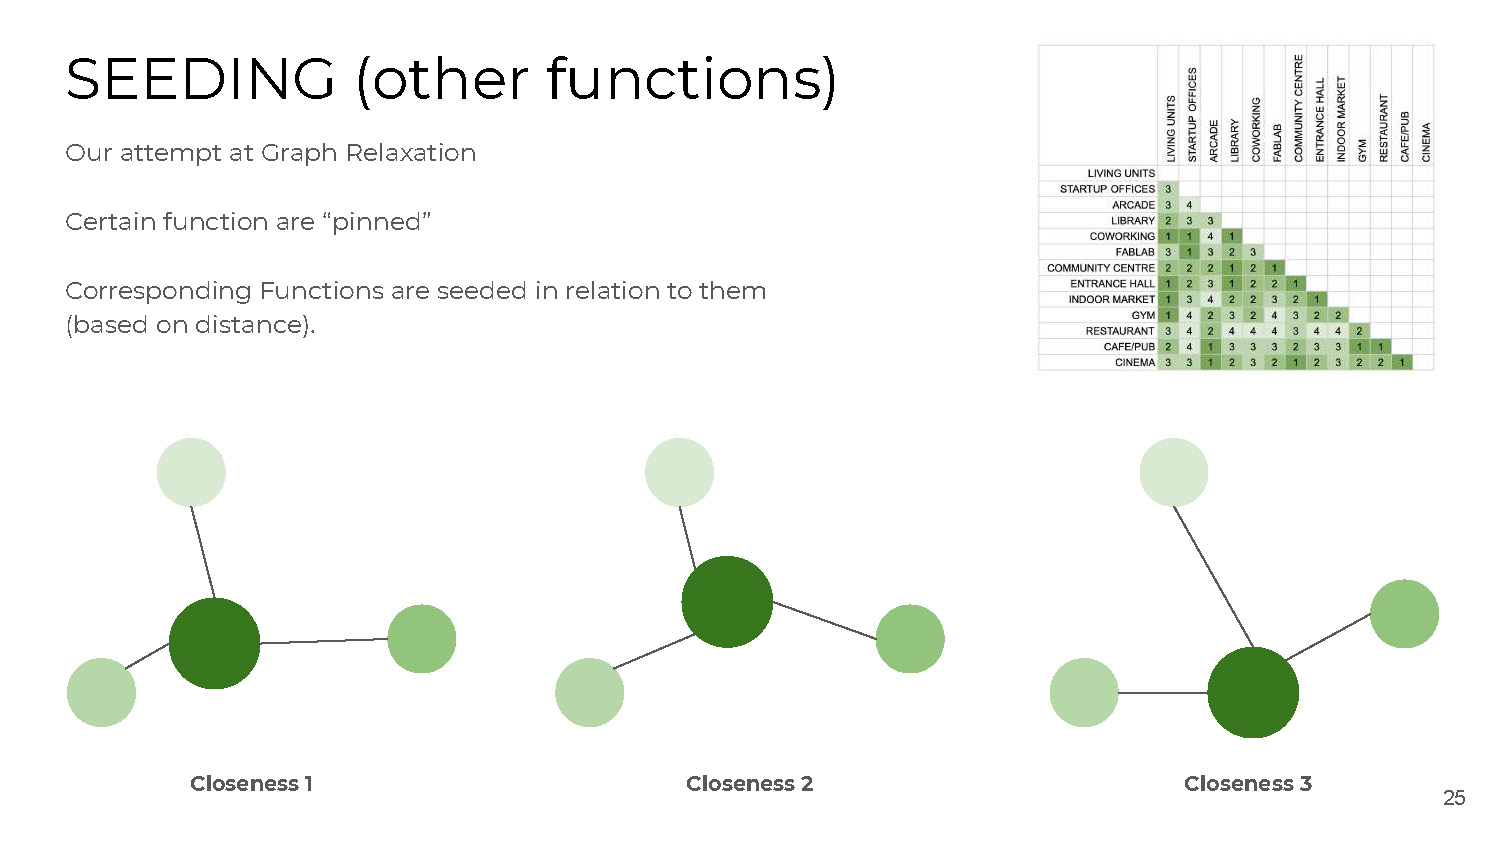 SEEDING (other functions)
Our attempt at Graph Relaxation
Certain function are “pinned”
Corresponding Functions are seeded in relation to them
(based on distance).
LIVING UNITS
STARTUP OFFICES
ARCADE
LIBRARY
COWORKING
FABLAB
COMMUNITY CENTRE
ENTRANCE HALL
INDOOR MARKET
GYM
RESTAURANT
CAFE/PUB
CINEMA
LIVING UNITS
STARTUP OFFICES 3
ARCADE 3 4
LIBRARY 2 3 3
COWORKING 1 1 4 1
FABLAB 3 1 3 2 3
COMMUNITY CENTRE 2 2 2 1 2 1
ENTRANCE HALL 1 2 3 1 2 2 1
INDOOR MARKET 1 3 4 2 2 3 2 1
GYM 1 4 2 3 2 4 3 2 2
RESTAURANT 3 4 2 4 4 4 3 4 4 2
CAFE/PUB 2 4 1 3 3 3 2 3 3 1 1
CINEMA 3 3 1 2 3 2 1 2 3 2 2 1
Closeness 1
Closeness 2
Closeness 3
25